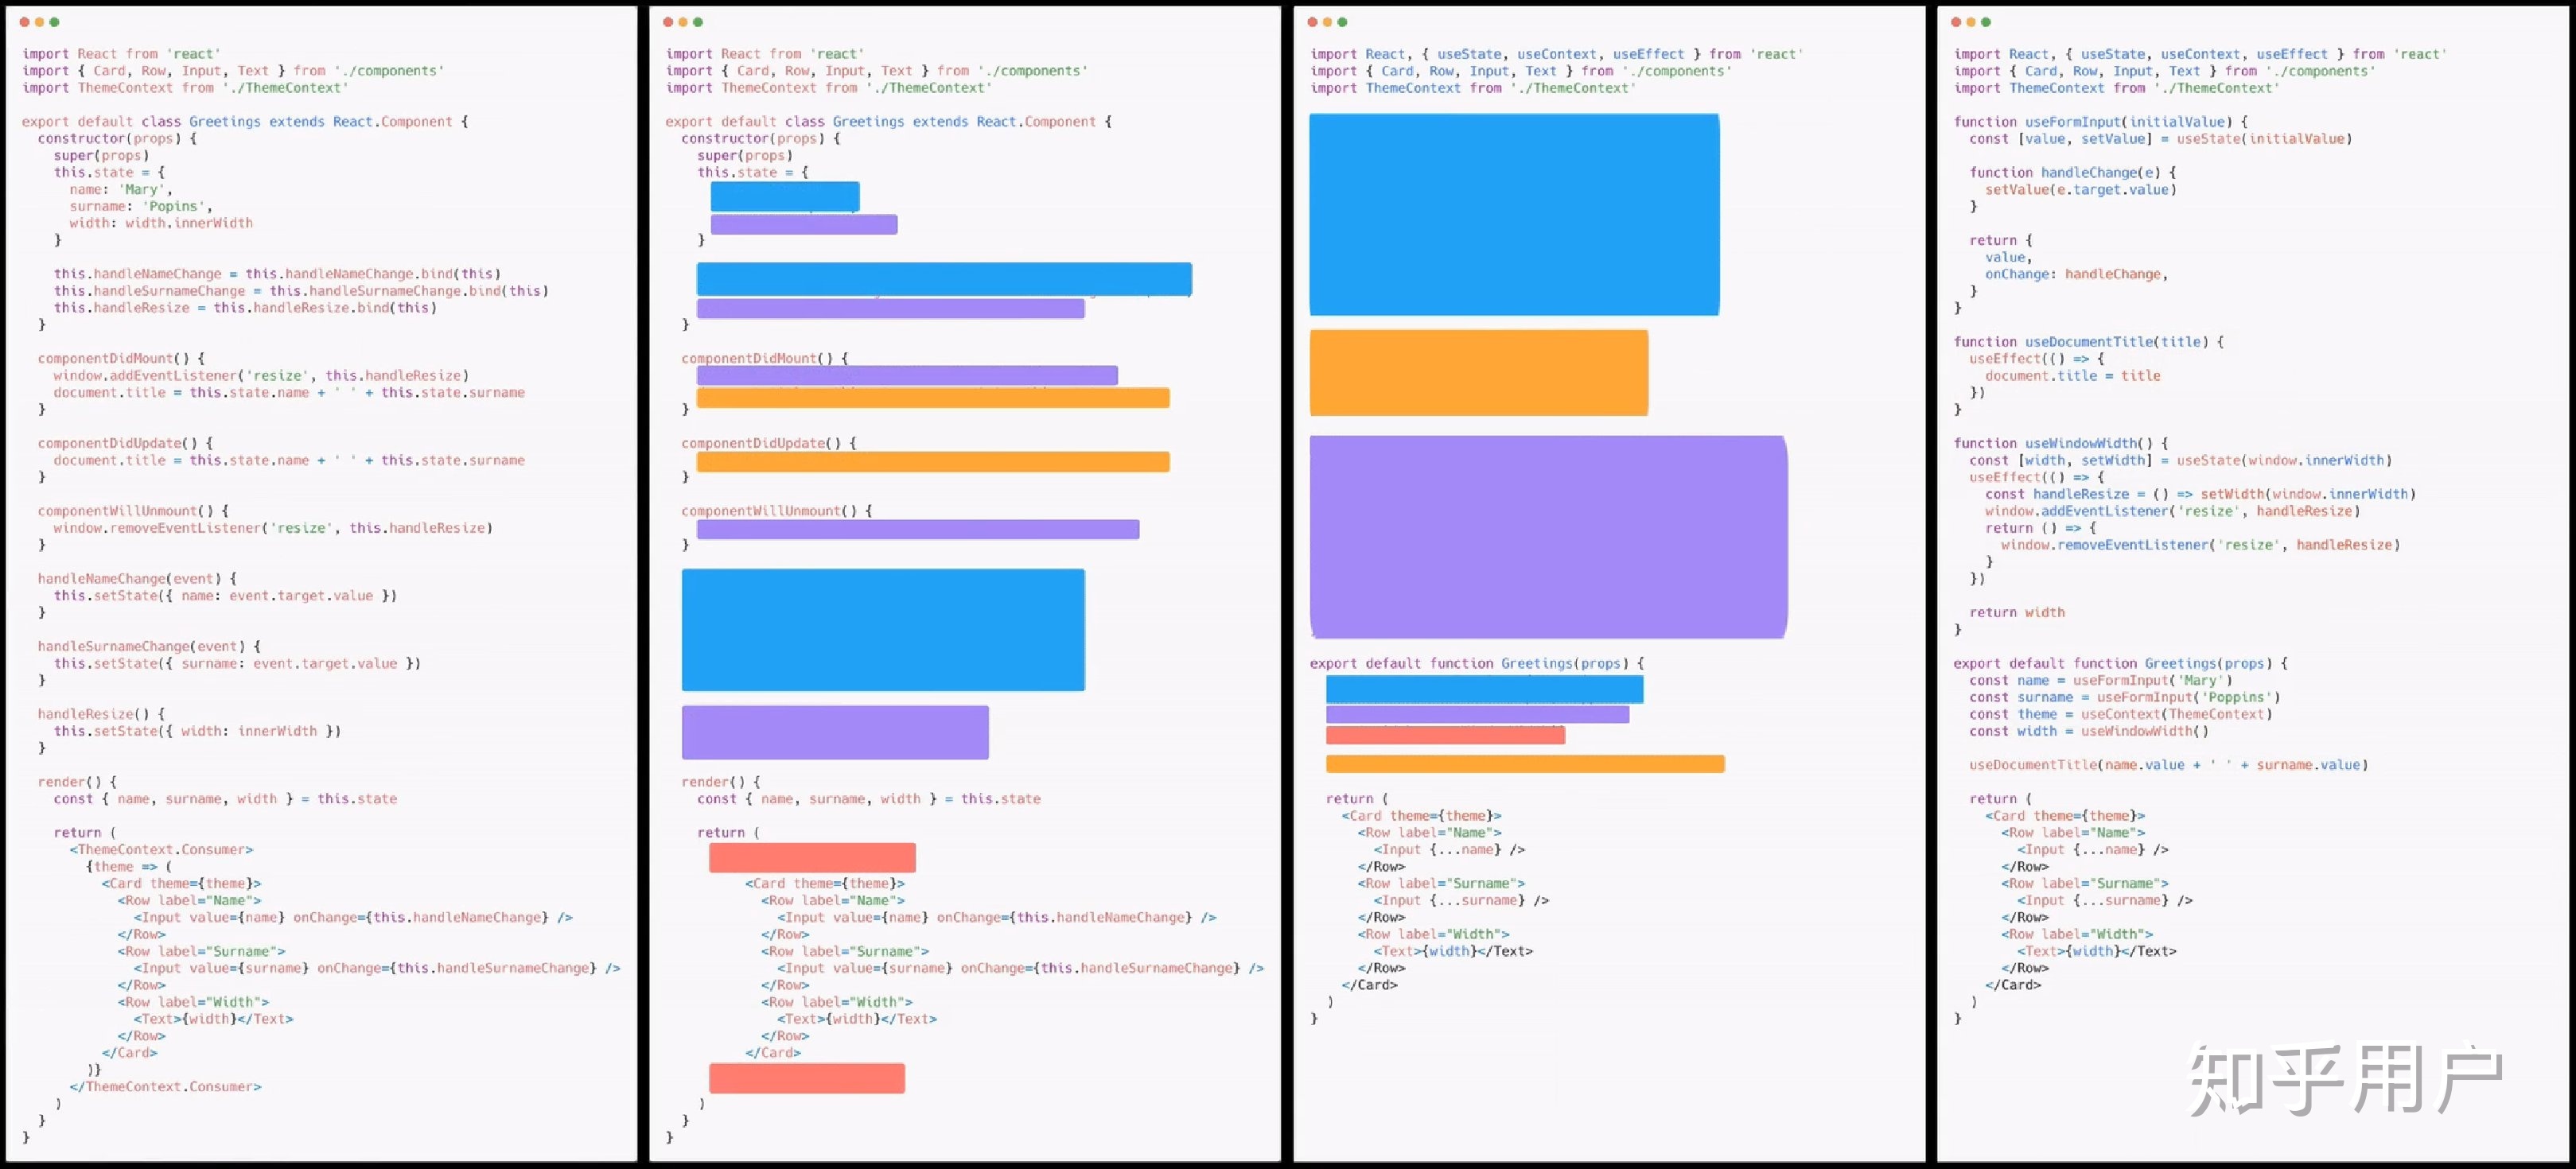 import React from 'react'
import { Card, Row, Input, Text } from './components'
import ThemeContext from './ThemeContext'
export default class Greetings extends React.Component {
constructor(props) {
super(props)
this.state = {
name: 'Mary',
surname: 'Popins',
width: width.innerWidth
}
this.handleNameChange = this.handleNameChange.bind(this)
this.handleSurnameChange = this.handleSurnameChange.bind(this)
this.handleResize = this.handleResize.bind(this)
}
componentDidMount() {
window.addEventListener('resize', this.handleResize)
document.title = this.state.name + ' ' + this.state.surname
}
componentDidUpdate() {
document.title = this.state.name + ' ' + this.state.surname
}
componentWillUnmount() {
window.removeEventListener('resize', this.handleResize)
}
handleNameChange(event) {
this.setState({ name: event.target.value })
}
handleSurnameChange(event) {
this.setState({ surname: event.target.value })
}
handleResize() {
this.setState({ width: innerWidth })
}
render() {
const { name, surname, width } = this.state
return (
<ThemeContext.Consumer>
{theme => (
<Card theme={theme}>
<Row label="Name">
<Input value={name} onChange={this.handleNameChange} />
</Row>
<Row label="Surname">
<Input value={surname} onChange={this.handleSurnameChange} />
</Row>
<Row label="Width">
<Text>{width}</Text>
</Row>
</Card>
)}
</ThemeContext.Consumer>
)
}
}
import React from 'react'
import { Card, Row, Input, Text } from './components'
import ThemeContext from './ThemeContext'
export default class Greetings extends React.Component {
constructor(props) {
super(props)
this.state = {
}
}
componentDidMount() {
}
componentDidUpdate() {
}
componentWillUnmount() {
}
render() {
const { name, surname, width } = this.state
return (
<Card theme={theme}>
<Row label="Name">
<Input value={name} onChange={this.handleNameChange} />
</Row>
<Row label="Surname">
<Input value={surname} onChange={this.handleSurnameChange} />
</Row>
<Row label="Width">
<Text>{width}</Text>
</Row>
</Card>
)
}
}
import React, { useState, useContext, useEffect } from 'react'
import { Card, Row, Input, Text } from './components'
import ThemeContext from './ThemeContext'
export default function Greetings(props) {
return (
<Card theme={theme}>
<Row label="Name">
<Input {...name} />
</Row>
<Row label="Surname">
<Input {...surname} />
</Row>
<Row label="Width">
<Text>{width}</Text>
</Row>
</Card>
)
}
import React, { useState, useContext, useEffect } from 'react'
import { Card, Row, Input, Text } from './components'
import ThemeContext from './ThemeContext'
function useFormInput(initialValue) {
const [value, setValue] = useState(initialValue)
function handleChange(e) {
setValue(e.target.value)
}
return {
value,
onChange: handleChange,
}
}
function useDocumentTitle(title) {
useEffect(() => {
document.title = title
})
}
function useWindowWidth() {
const [width, setWidth] = useState(window.innerWidth)
useEffect(() => {
const handleResize = () => setWidth(window.innerWidth)
window.addEventListener('resize', handleResize)
return () => {
window.removeEventListener('resize', handleResize)
}
})
return width
}
export default function Greetings(props) {
const name = useFormInput('Mary')
const surname = useFormInput('Poppins')
const theme = useContext(ThemeContext)
const width = useWindowWidth()
useDocumentTitle(name.value + ' ' + surname.value)
return (
<Card theme={theme}>
<Row label="Name">
<Input {...name} />
</Row>
<Row label="Surname">
<Input {...surname} />
</Row>
<Row label="Width">
<Text>{width}</Text>
</Row>
</Card>
)
}
知乎用户